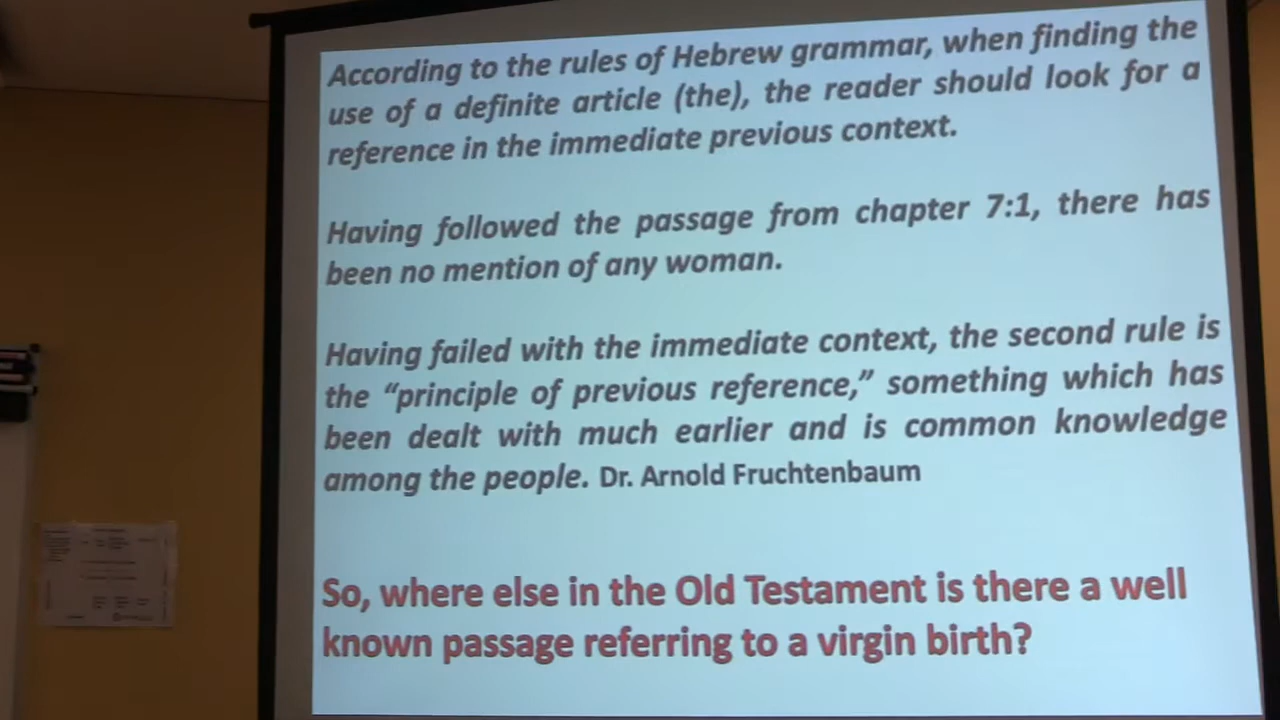 According to the rules of Hebrew grammar, when finding the
use of a definite article (the), the reader should look for a
reference in the immediate previous context.
Having followed the passage from chapter 7:1, there has
been no mention of any woman.
Having failed with the immediate context, the second rule is
the “principle of previous reference,” something which has
been dealt with much earlier and is common knowledge
among the people. Dr. Arnold Fruchtenbaum
So, where else in the Old Testament is there a well
known passage referring to a virgin birth?